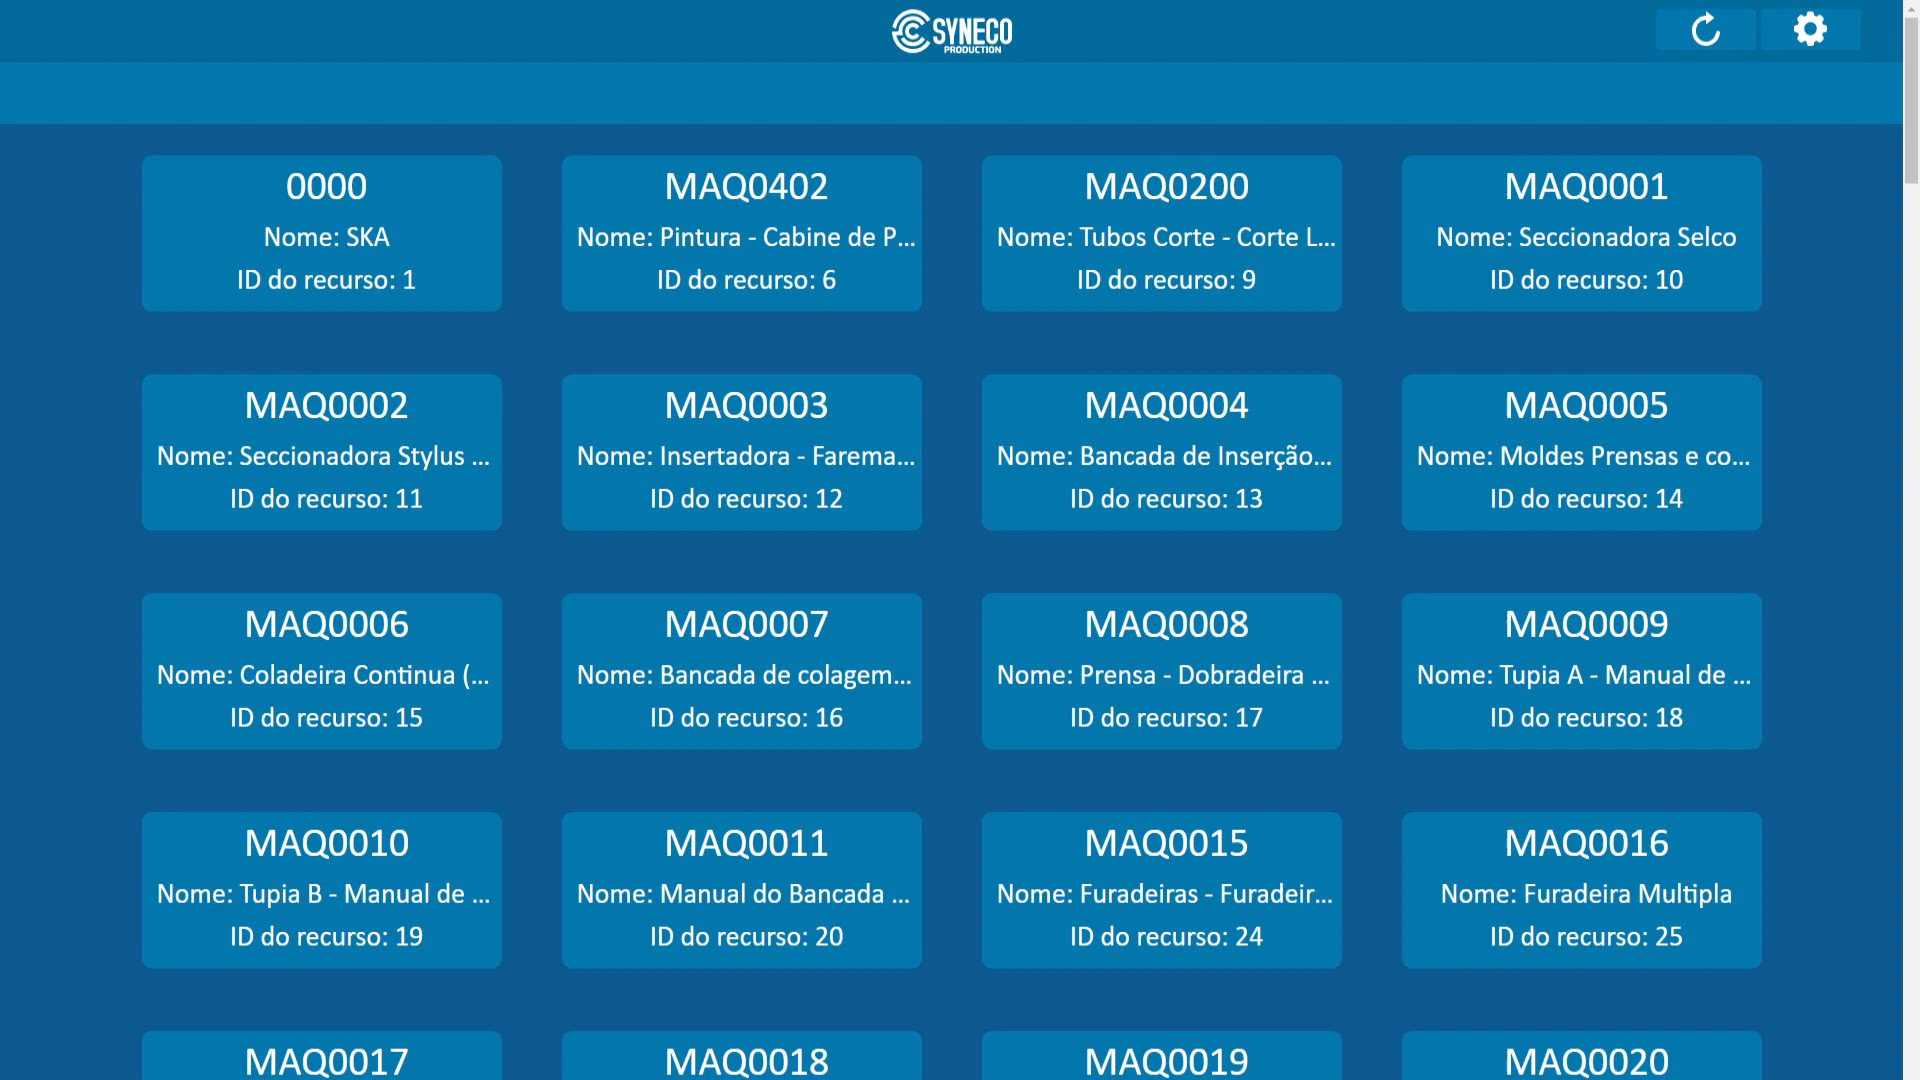 SYNECO
PRODUCTION
0000
Nome: SKA
ID do recurso: 1
MAQ0402
Nome: Pintura - Cabine de P...
ID do recurso: 6
MAQ0200
Nome: Tubos Corte - Corte L...
ID do recurso: 9
MAQ0001
Nome: Seccionadora Selco
ID do recurso: 10
MAQ0002
Nome: Seccionadora Stylus ...
ID do recurso: 11
MAQ0003
Nome: Insertadora - Farema...
ID do recurso: 12
MAQ0004
Nome: Bancada de Inserção...
ID do recurso: 13
MAQ0005
Nome: Moldes Prensas e co...
ID do recurso: 14
MAQ0006
Nome: Coladeira Continua (...
ID do recurso: 15
MAQ0007
Nome: Bancada de colagem...
ID do recurso: 16
MAQ0008
Nome: Prensa - Dobradeira ...
ID do recurso: 17
MAQ0009
Nome: Tupia A - Manual de ...
ID do recurso: 18
MAQ0010
Nome: Tupia B - Manual de ...
ID do recurso: 19
MAQ0011
Nome: Manual do Bancada ...
ID do recurso: 20
MAQ0015
Nome: Furadeiras - Furadeir...
ID do recurso: 24
MAQ0016
Nome: Furadeira Multipla
ID do recurso: 25
MAQ0017
MAQ0018
MAQ0019
MAQ0020